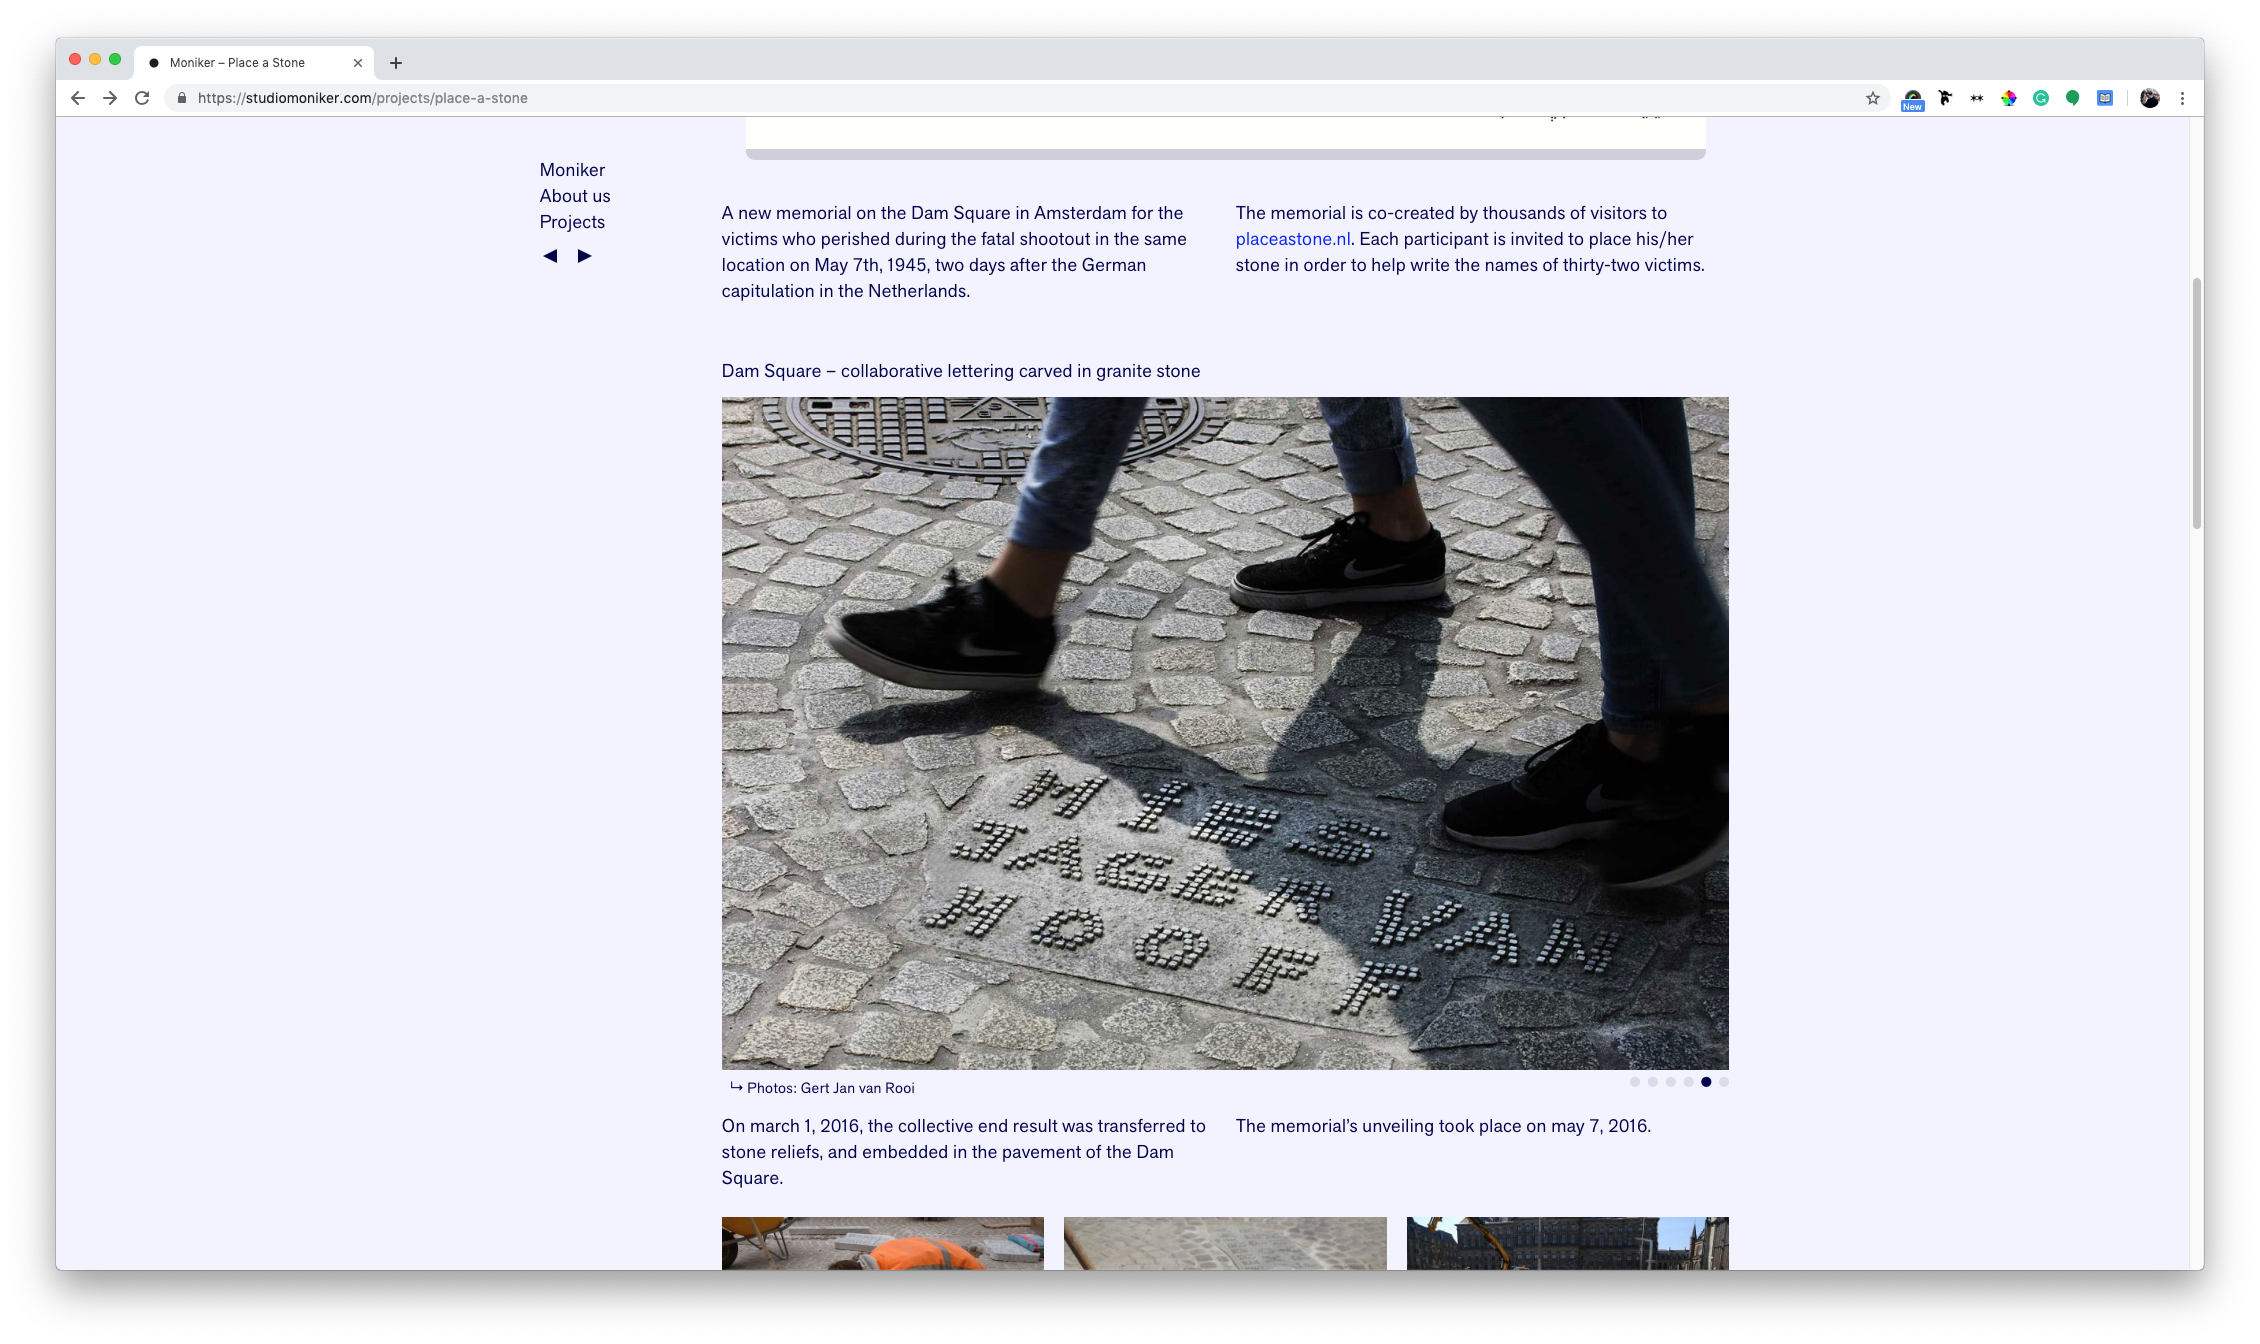 Moniker – Place a Stone
https://studiomoniker.com/projects/place-a-stone
New
Moniker
About us
Projects
A new memorial on the Dam Square in Amsterdam for the
victims who perished during the fatal shootout in the same
location on May 7th, 1945, two days after the German
capitulation in the Netherlands.
The memorial is co-created by thousands of visitors to
placeastone.nl. Each participant is invited to place his/her
stone in order to help write the names of thirty-two victims.
Dam Square – collaborative lettering carved in granite stone
MIES
JAGER VAN
HOOFF
↳ Photos: Gert Jan van Rooi
On march 1, 2016, the collective end result was transferred to
stone reliefs, and embedded in the pavement of the Dam
Square.
The memorial’s unveiling took place on may 7, 2016.